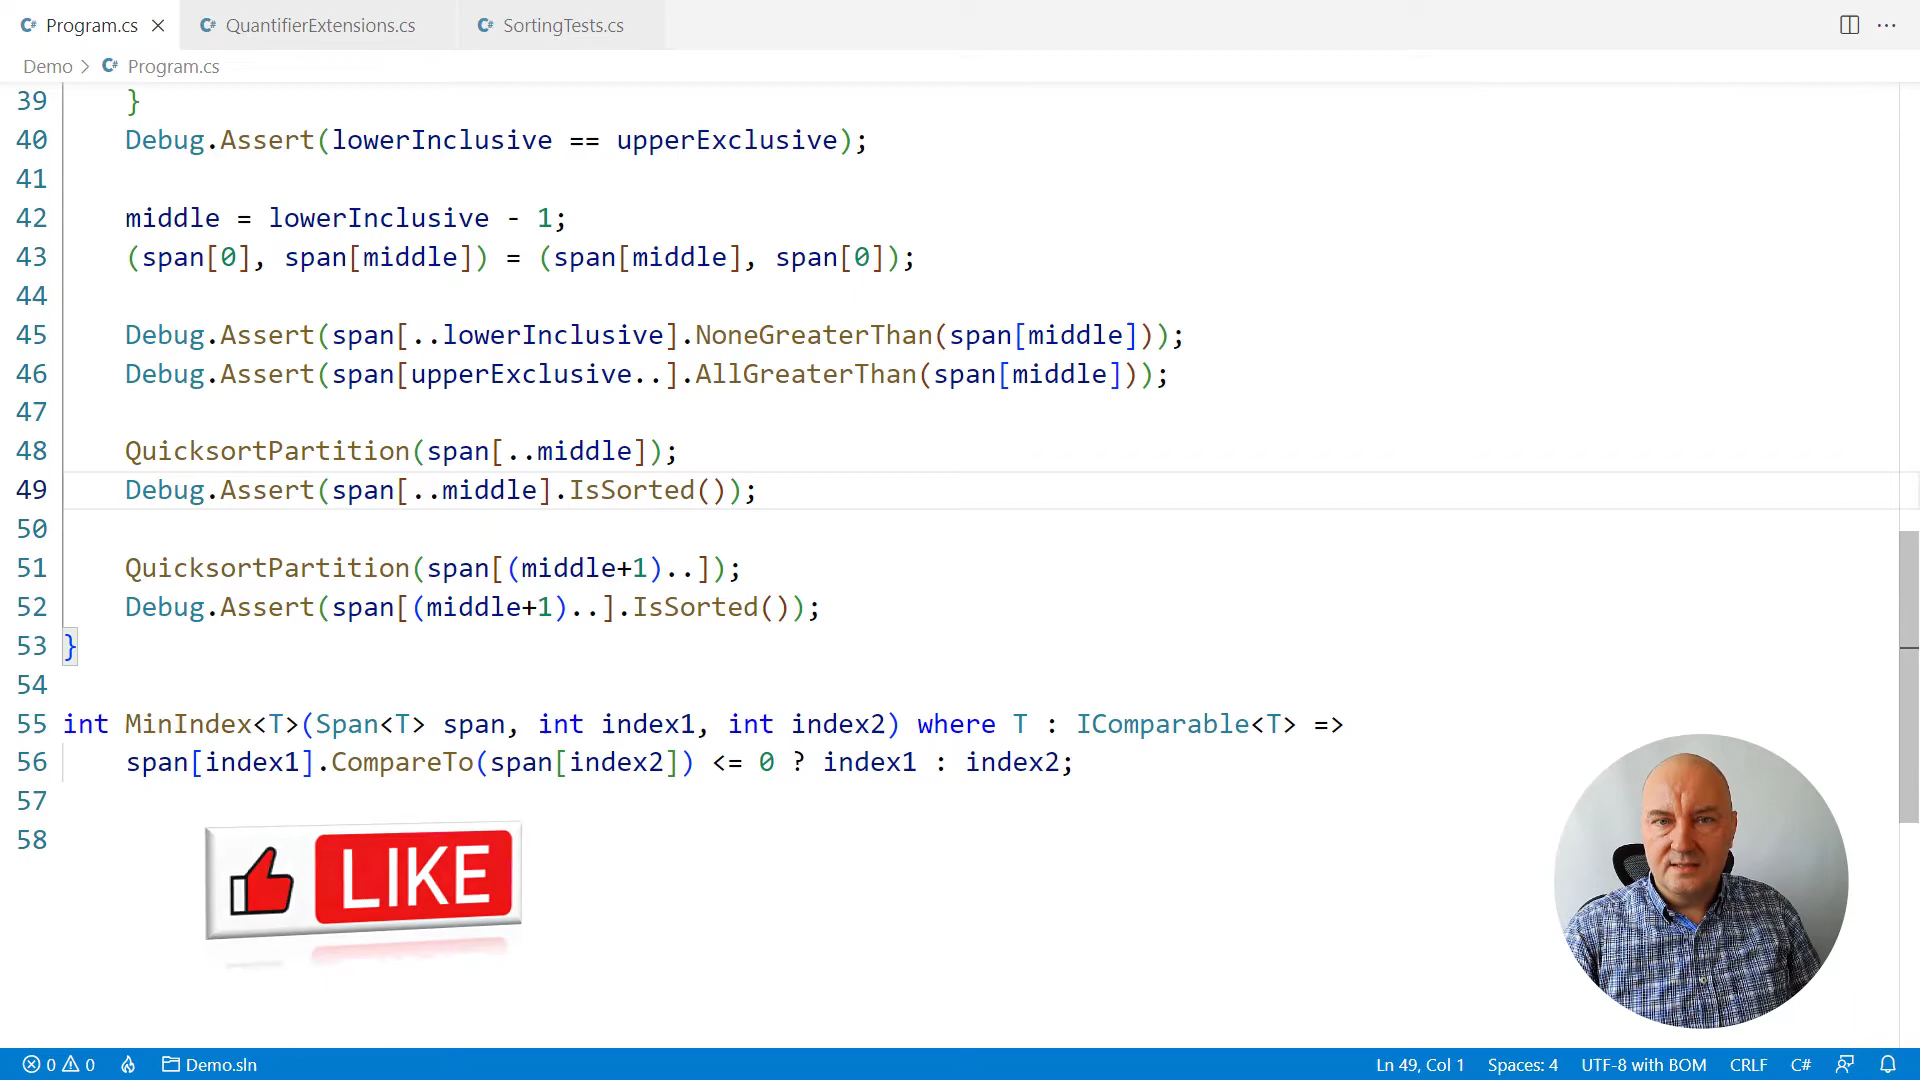 C# Program.cs × C# QuantifierExtensions.cs C# SortingTests.cs ···
Demo > C# Program.cs
39 }
40 Debug.Assert(lowerInclusive == upperExclusive);
41
42 middle = lowerInclusive - 1;
43 (span[0], span[middle]) = (span[middle], span[0]);
44
45 Debug.Assert(span[..lowerInclusive].NoneGreaterThan(span[middle]));
46 Debug.Assert(span[upperExclusive..].AllGreaterThan(span[middle]));
47
48 QuicksortPartition(span[..middle]);
49 Debug.Assert(span[..middle].IsSorted());
50
51 QuicksortPartition(span[(middle+1)..]);
52 Debug.Assert(span[(middle+1)..].IsSorted());
53 }
54
55 int MinIndex<T>(Span<T> span, int index1, int index2) where T : IComparable<T> =>
56 span[index1].CompareTo(span[index2]) <= 0 ? index1 : index2;
57
58
LIKE
0 0 Demo.sln Ln 49, Col 1 Spaces: 4 UTF-8 with BOM CRLF C#